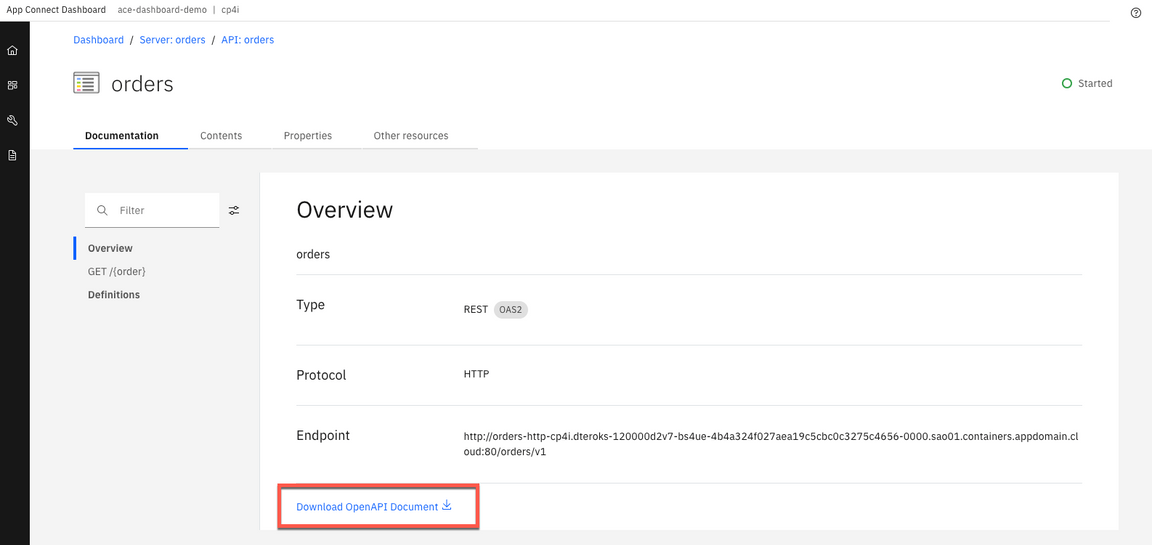 App Connect Dashboard ace-dashboard-demo | cp4i
Dashboard / Server: orders / API: orders
orders
Started
Documentation Contents Properties Other resources
Filter
Overview
GET /{order}
Definitions
Overview
orders
Type REST OAS2
Protocol HTTP
Endpoint http://orders-http-cp4i.dteroks-120000d2v7-bs4ue-4b4a324f027aea19c5cbc0c3275c4656-0000.sao01.containers.appdomain.cl
oud:80/orders/v1
Download OpenAPI Document